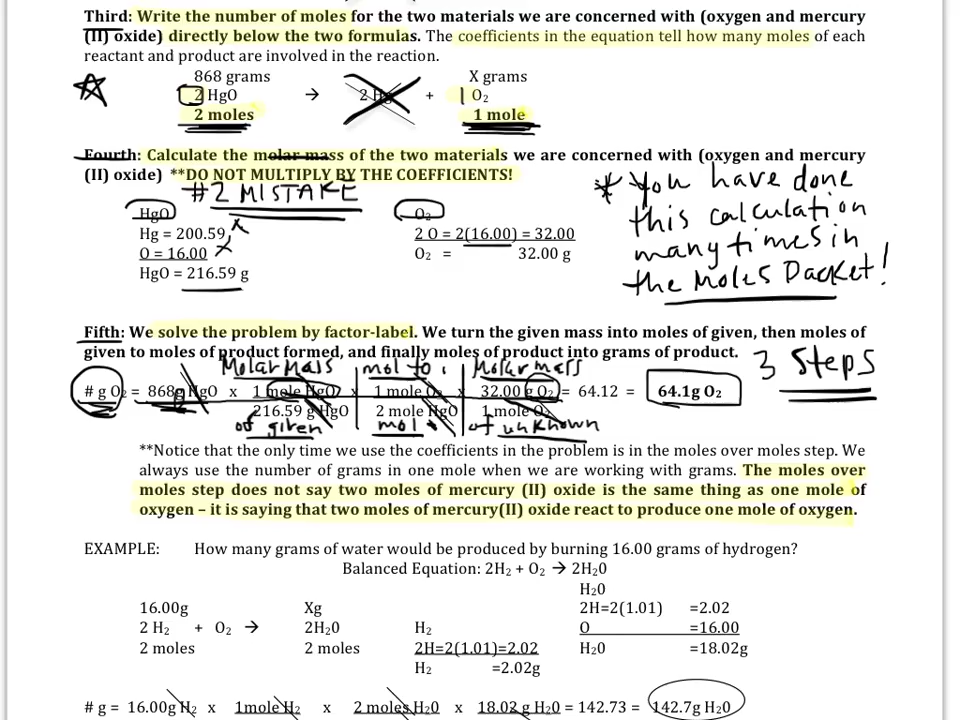 Third: Write the number of moles for the two materials we are concerned with (oxygen and mercury
(II) oxide) directly below the two formulas. The coefficients in the equation tell how many moles of each
reactant and product are involved in the reaction.
868 grams X grams
2 HgO → 2 Hg + 1 O₂
2 moles 1 mole
Fourth: Calculate the molar mass of the two materials we are concerned with (oxygen and mercury
(II) oxide) **DO NOT MULTIPLY BY THE COEFFICIENTS!
#2 MISTAKE
* You have done
this calculation
many times in
the Moles Packet!
HgO O₂
Hg = 200.59 2 O = 2(16.00) = 32.00
O = 16.00 O₂ = 32.00 g
HgO = 216.59 g
Fifth: We solve the problem by factor-label. We turn the given mass into moles of given, then moles of
given to moles of product formed, and finally moles of product into grams of product.
Molar Mass mol to Molar mass 3 Steps
# g O₂ = 868g HgO x 1 mole HgO x 1 mole O₂ x 32.00 g O₂ = 64.12 = 64.1g O₂
216.59 g HgO 2 mole HgO 1 mole O₂
of given mol of unknown
**Notice that the only time we use the coefficients in the problem is in the moles over moles step. We
always use the number of grams in one mole when we are working with grams. The moles over
moles step does not say two moles of mercury (II) oxide is the same thing as one mole of
oxygen – it is saying that two moles of mercury(II) oxide react to produce one mole of oxygen.
EXAMPLE: How many grams of water would be produced by burning 16.00 grams of hydrogen?
Balanced Equation: 2H₂ + O₂ → 2H₂0
H₂0
16.00g Xg 2H=2(1.01) =2.02
2 H₂ + O₂ → 2H₂0 H₂ O =16.00
2 moles 2 moles 2H=2(1.01)=2.02 H₂0 =18.02g
H₂ =2.02g
# g = 16.00g H₂ x 1mole H₂ x 2 moles H₂0 x 18.02 g H₂0 = 142.73 = 142.7g H₂0